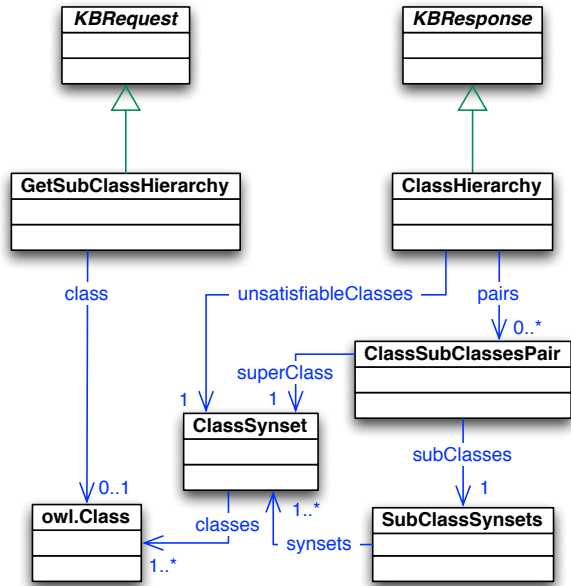 KBRequest
KBResponse
GetSubClassHierarchy
ClassHierarchy
class
unsatisfiableClasses
pairs
0..*
ClassSubClassesPair
superClass
1
1
ClassSynset
subClasses
0..1
1..*
1
owl.Class
classes
SubClassSynsets
synsets
1..*